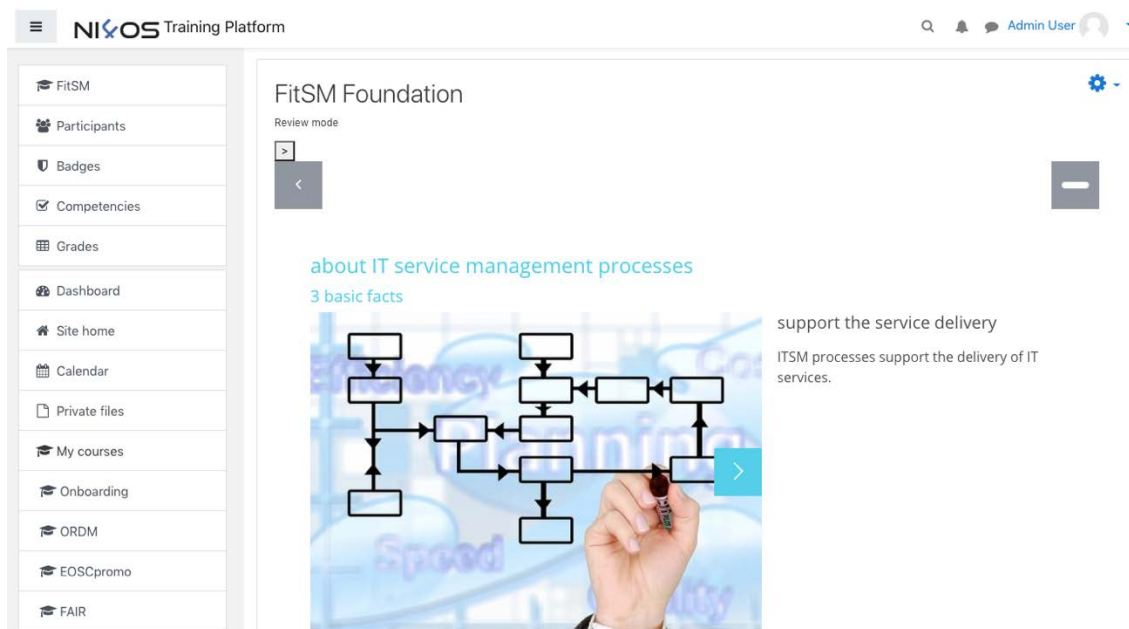 NI4OS Training Platform
Admin User
FitSM
Participants
Badges
Competencies
Grades
Dashboard
Site home
Calendar
Private files
My courses
Onboarding
ORDM
EOSCpromo
FAIR
FitSM Foundation
Review mode
>
about IT service management processes
3 basic facts
Efficiency
Planning
Speed
support the service delivery
ITSM processes support the delivery of IT
services.